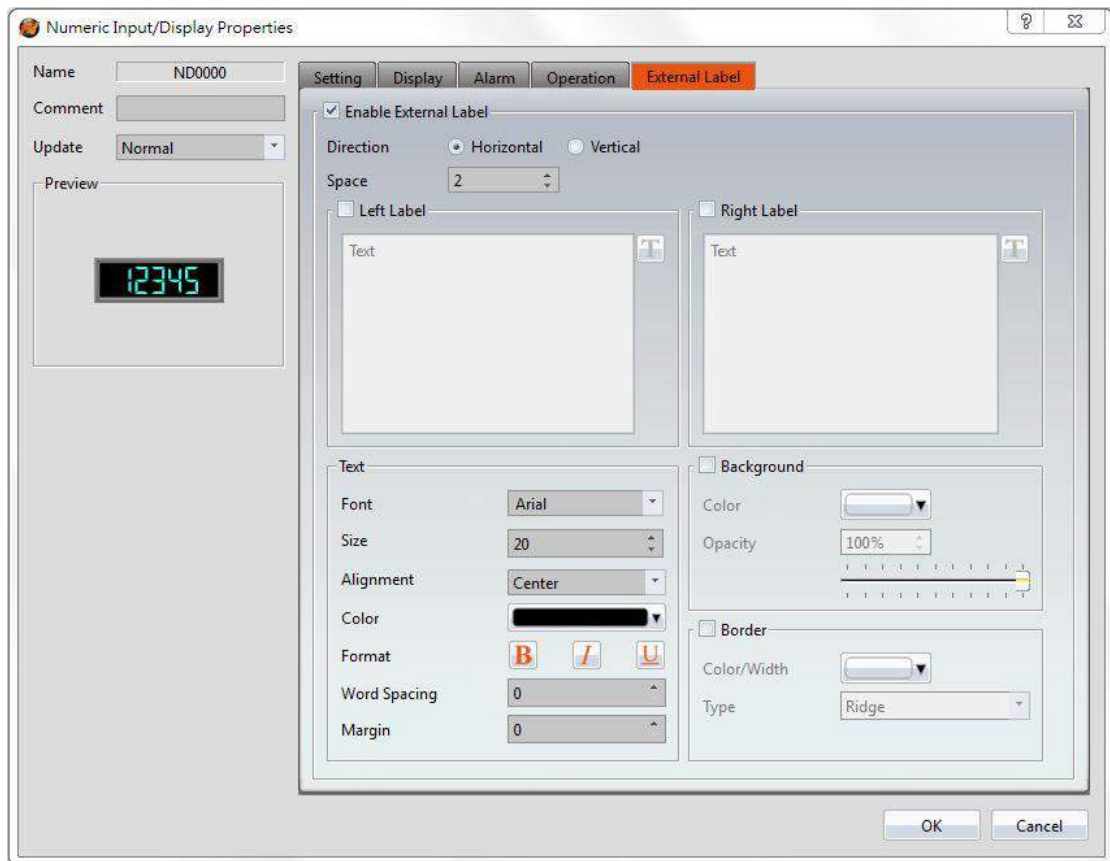 Numeric Input/Display Properties
Name ND0000
Comment
Update Normal
Preview
12345
Setting Display Alarm Operation External Label
Enable External Label
Direction Horizontal Vertical
Space 2
Left Label Right Label
Text T Text T
Text Background
Font Arial Color
Size 20 Opacity 100%
Alignment Center
Color Border
Format B I U Color/Width
Word Spacing 0 Type Ridge
Margin 0
OK Cancel